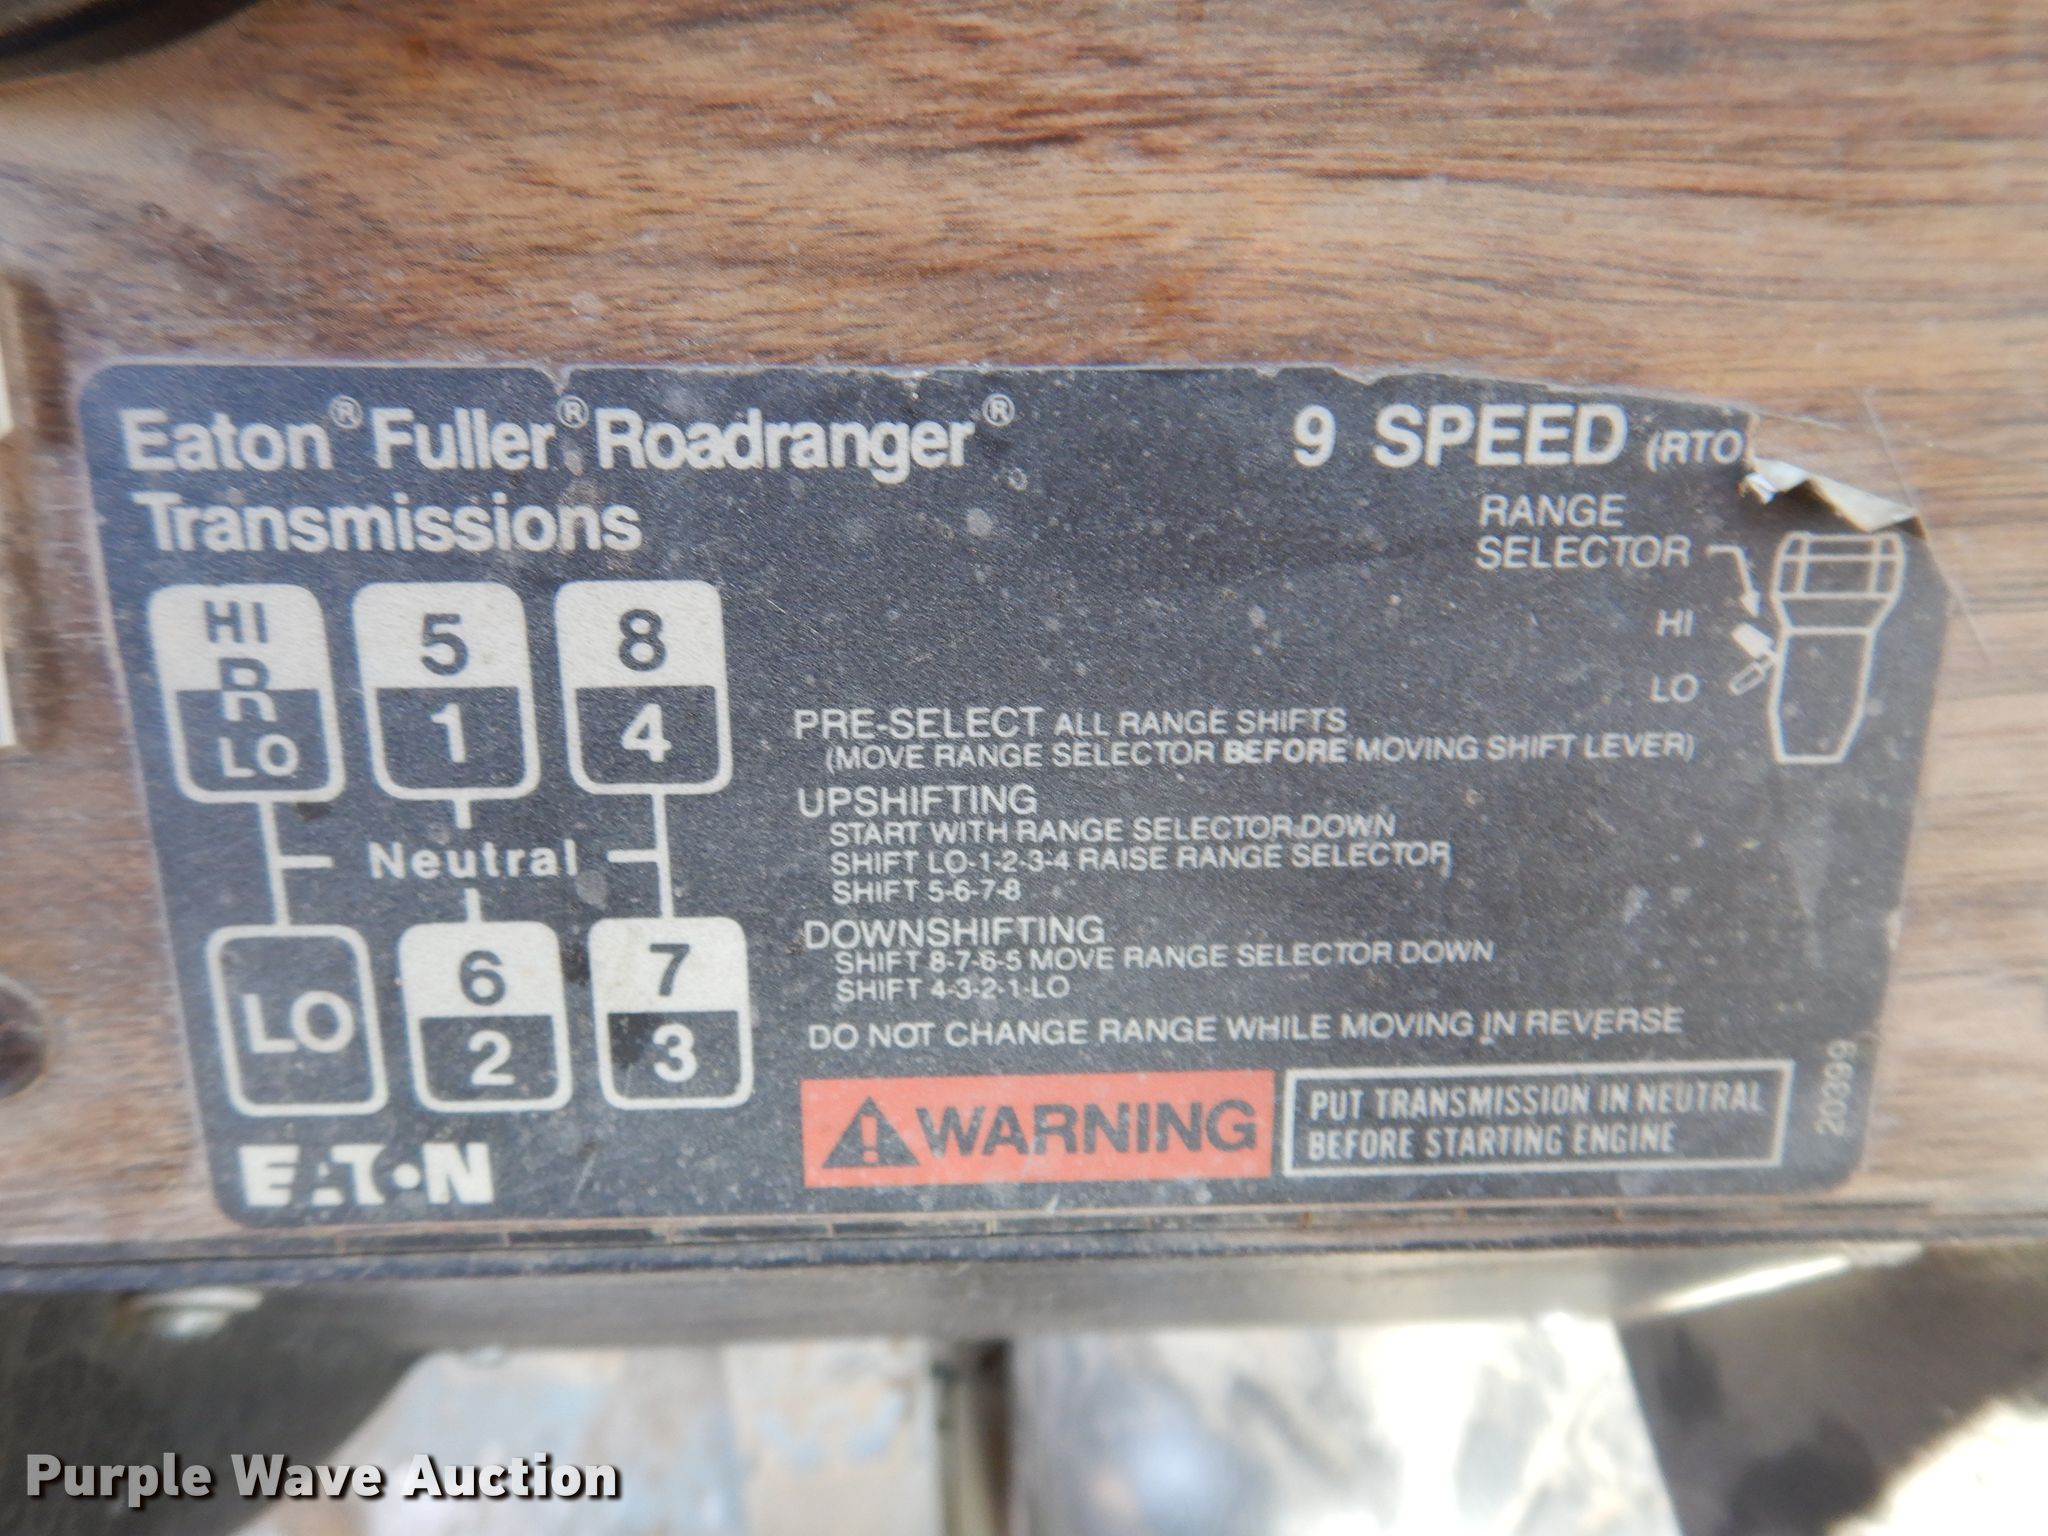 Eaton® Fuller® Roadranger®
Transmissions
9 SPEED (RTO
RANGE
SELECTOR
HI
LO
HI
R
LO
5
1
8
4
Neutral
LO
6
2
7
3
PRE-SELECT ALL RANGE SHIFTS
(MOVE RANGE SELECTOR BEFORE MOVING SHIFT LEVER)
UPSHIFTING
START WITH RANGE SELECTOR DOWN
SHIFT LO-1-2-3-4 RAISE RANGE SELECTOR
SHIFT 5-6-7-8
DOWNSHIFTING
SHIFT 8-7-6-5 MOVE RANGE SELECTOR DOWN
SHIFT 4-3-2-1-LO
DO NOT CHANGE RANGE WHILE MOVING IN REVERSE
WARNING
PUT TRANSMISSION IN NEUTRAL
BEFORE STARTING ENGINE
20399
EATON
Purple Wave Auction